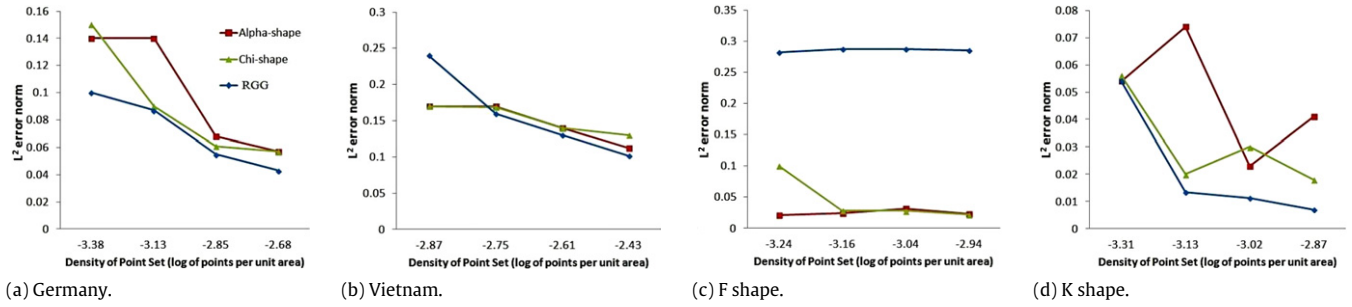 0.16
0.14
0.12
0.1
0.08
0.06
0.04
0.02
0
L² error norm
Alpha-shape
Chi-shape
RGG
-3.38 -3.13 -2.85 -2.68
Density of Point Set (log of points per unit area)
(a) Germany.
0.3
0.25
0.2
0.15
0.1
0.05
0
L² error norm
-2.87 -2.75 -2.61 -2.43
Density of Point Set (log of points per unit area)
(b) Vietnam.
0.35
0.3
0.25
0.2
0.15
0.1
0.05
0
L² error norm
-3.24 -3.16 -3.04 -2.94
Density of Point Set (log of points per unit area)
(c) F shape.
0.08
0.07
0.06
0.05
0.04
0.03
0.02
0.01
0
L² error norm
-3.31 -3.13 -3.02 -2.87
Density of Point Set (log of points per unit area)
(d) K shape.